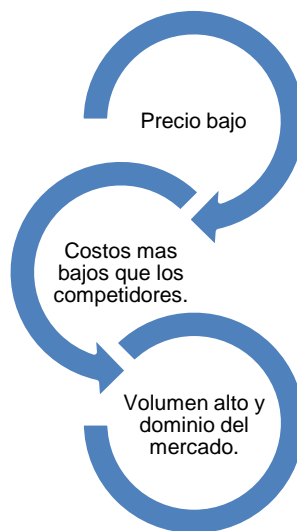 Precio bajo
Costos mas
bajos que los
competidores.
Volumen alto y
dominio del
mercado.